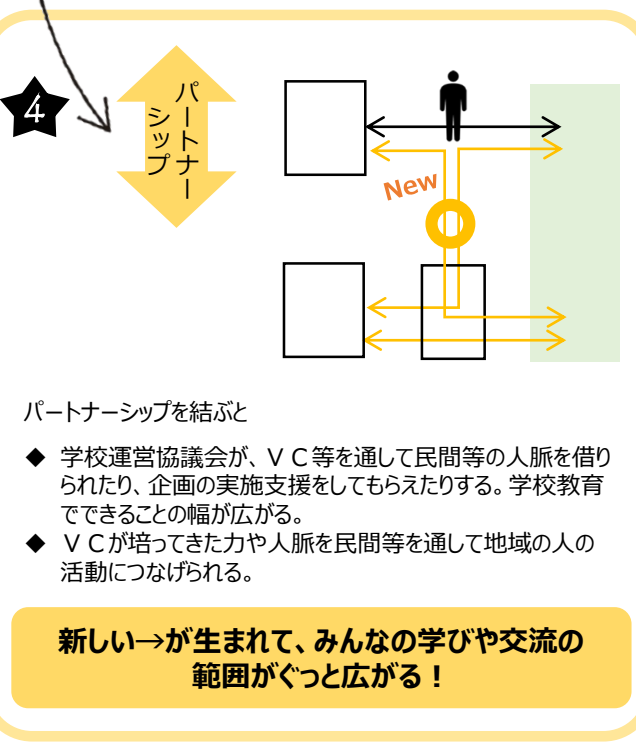 4
パートナー
シップ
New
パートナーシップを結ぶと
◆ 学校運営協議会が、ＶＣ等を通して民間等の人脈を借り
られたり、企画の実施支援をしてもらえたりする。学校教育
でできることの幅が広がる。
◆ ＶＣが培ってきた力や人脈を民間等を通して地域の人の
活動につなげられる。
新しい→が生まれて、みんなの学びや交流の
範囲がぐっと広がる！